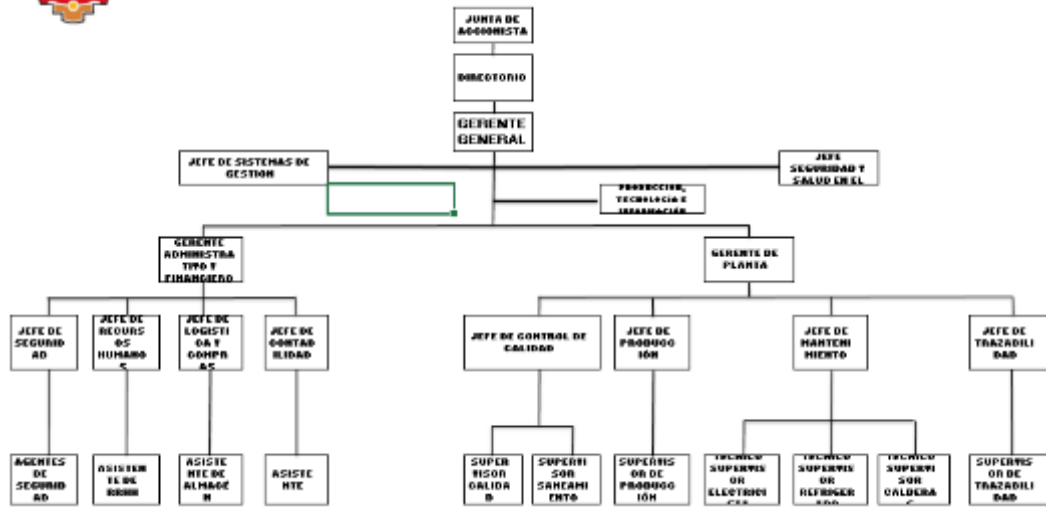 JUNTA DE
ACCIONISTA
DIRECTORIO
GERENTE
GENERAL
JEFE DE SISTEMAS DE
GESTION
JEFE
SEGURIDAD Y
SALUD EN EL
PRODUCCION,
TECNOLOGIA E
INFORMACIÓN
GERENTE
ADMINISTRA
TIVO Y
FINANCIERO
GERENTE DE
PLANTA
JEFE DE
SEGURID
AD
JEFE DE
RECURS
OS
HUMANO
S
JEFE DE
LOGISTI
CA Y
COMPR
AS
JEFE DE
CONTAB
ILIDAD
JEFE DE CONTROL DE
CALIDAD
JEFE DE
PRODUCC
IÓN
JEFE DE
MANTENI
MIENTO
JEFE DE
TRAZABILI
DAD
AGENTES
DE
SEGURID
AD
ASISTEN
TE DE
RRHH
ASISTE
NTE DE
ALMACÉ
N
ASISTE
NTE
SUPER
VISOR
CALIDA
D
SUPERVI
SOR
SANEAMI
ENTO
SUPERVIS
OR DE
PRODUCC
IÓN
TECNICO
SUPERVIS
OR
ELECTRICI
TECNICO
SUPERVIS
OR
REFRIGER
TECNICO
SUPERVI
SOR
CALDERA
SUPERVIS
OR DE
TRAZABILI
DAD